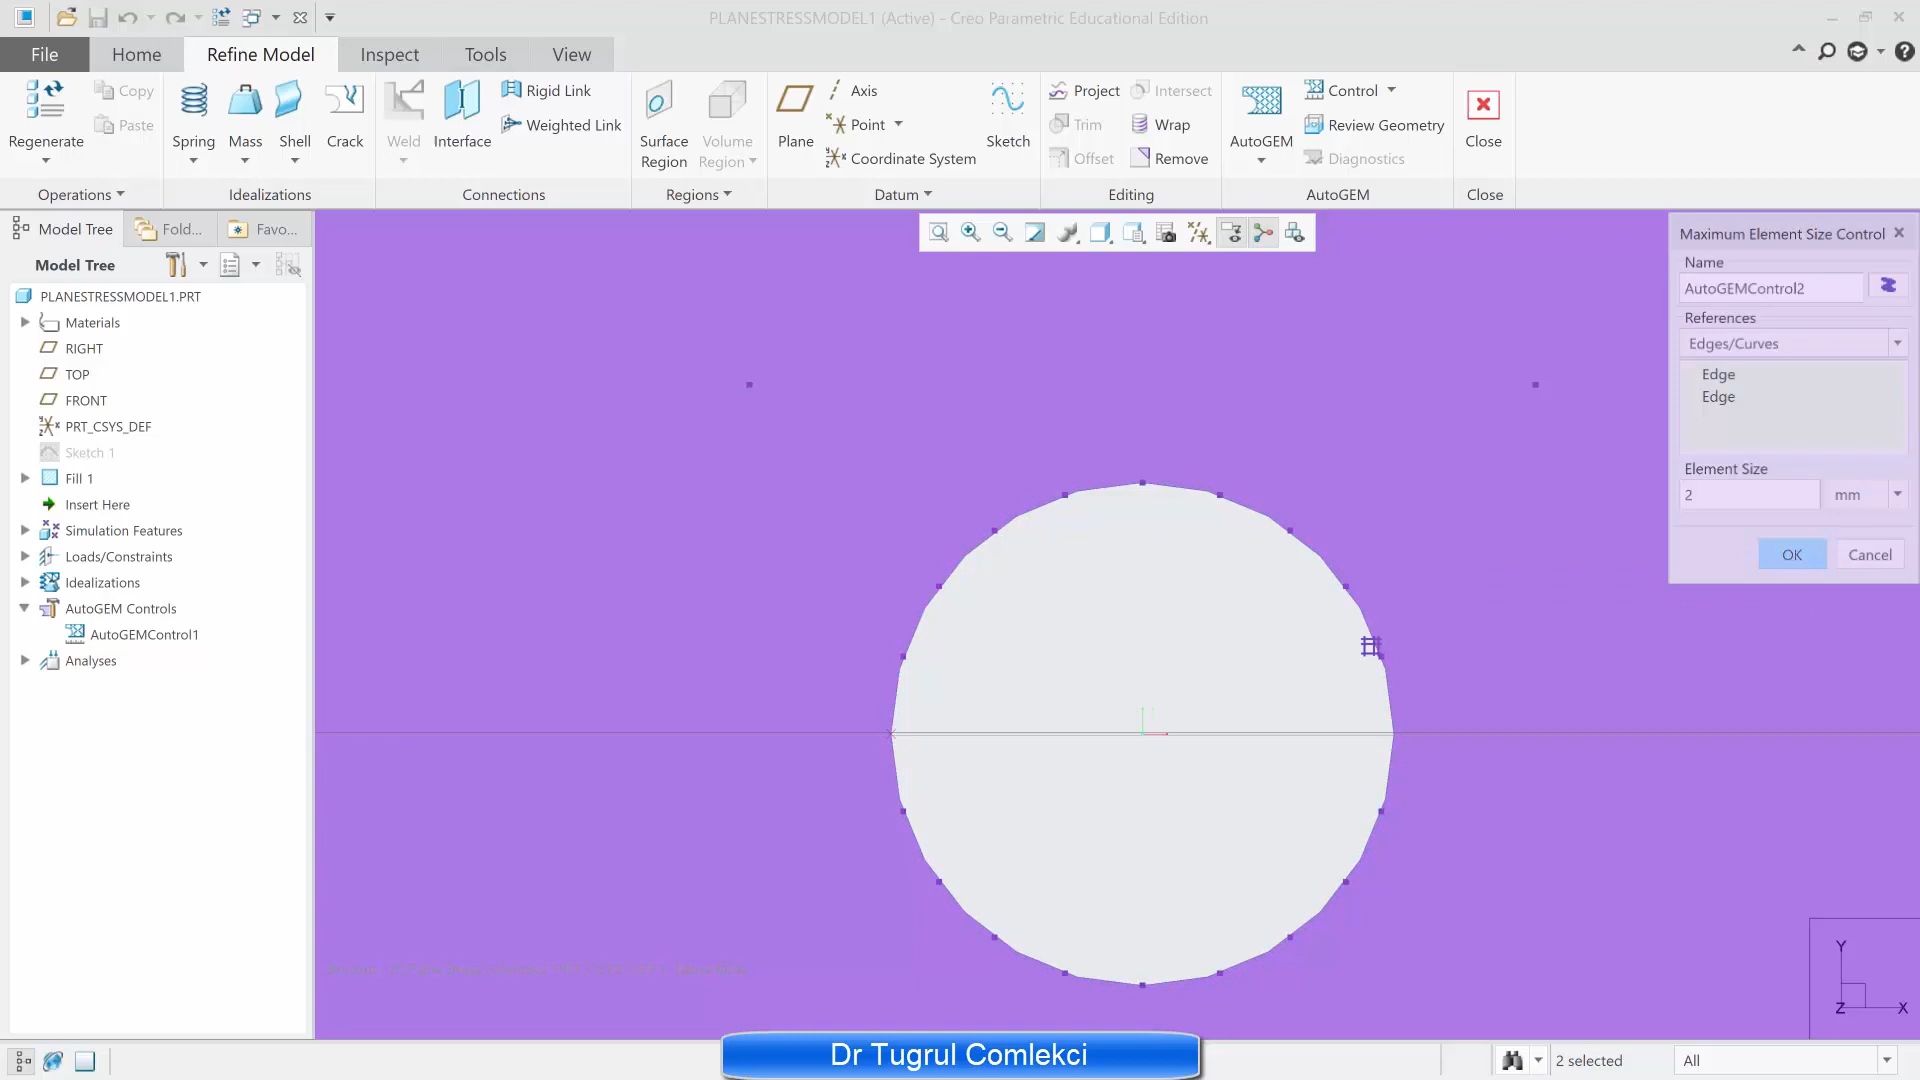 PLANESTRESSMODEL1 (Active) - Creo Parametric Educational Edition
File
Home
Refine Model
Inspect
Tools
View
Regenerate
Copy
Paste
Operations
Spring
Mass
Shell
Crack
Idealizations
Weld
Interface
Rigid Link
Weighted Link
Connections
Surface
Region
Volume
Region
Regions
Plane
Axis
Point
Coordinate System
Sketch
Datum
Project
Intersect
Trim
Wrap
Offset
Remove
Editing
AutoGEM
Control
Review Geometry
Diagnostics
AutoGEM
Close
Close
Model Tree
Fold...
Favo...
Model Tree
PLANESTRESSMODEL1.PRT
Materials
RIGHT
TOP
FRONT
PRT_CSYS_DEF
Sketch 1
Fill 1
Insert Here
Simulation Features
Loads/Constraints
Idealizations
AutoGEM Controls
AutoGEMControl1
Analyses
Maximum Element Size Control
Name
AutoGEMControl2
References
Edges/Curves
Edge
Edge
Element Size
2
mm
OK
Cancel
Y
Z
X
Dr Tugrul Comlekci
2 selected
All